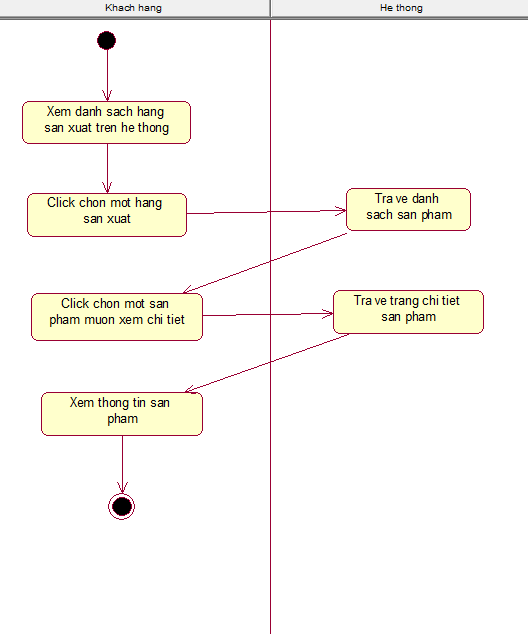 Khach hang
He thong
Xem danh sach hang
san xuat tren he thong
Click chon mot hang
san xuat
Tra ve danh
sach san pham
Click chon mot san
pham muon xem chi tiet
Tra ve trang chi tiet
san pham
Xem thong tin san
pham